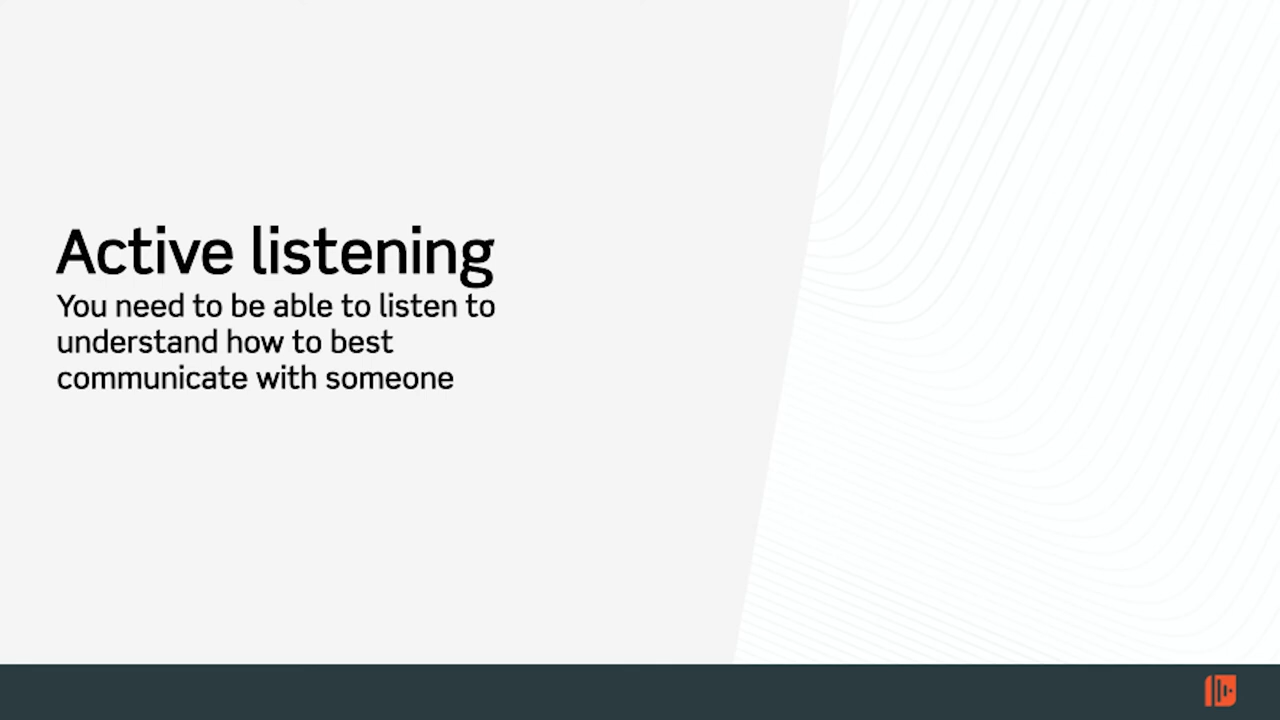 Active listening
You need to be able to listen to
understand how to best
communicate with someone